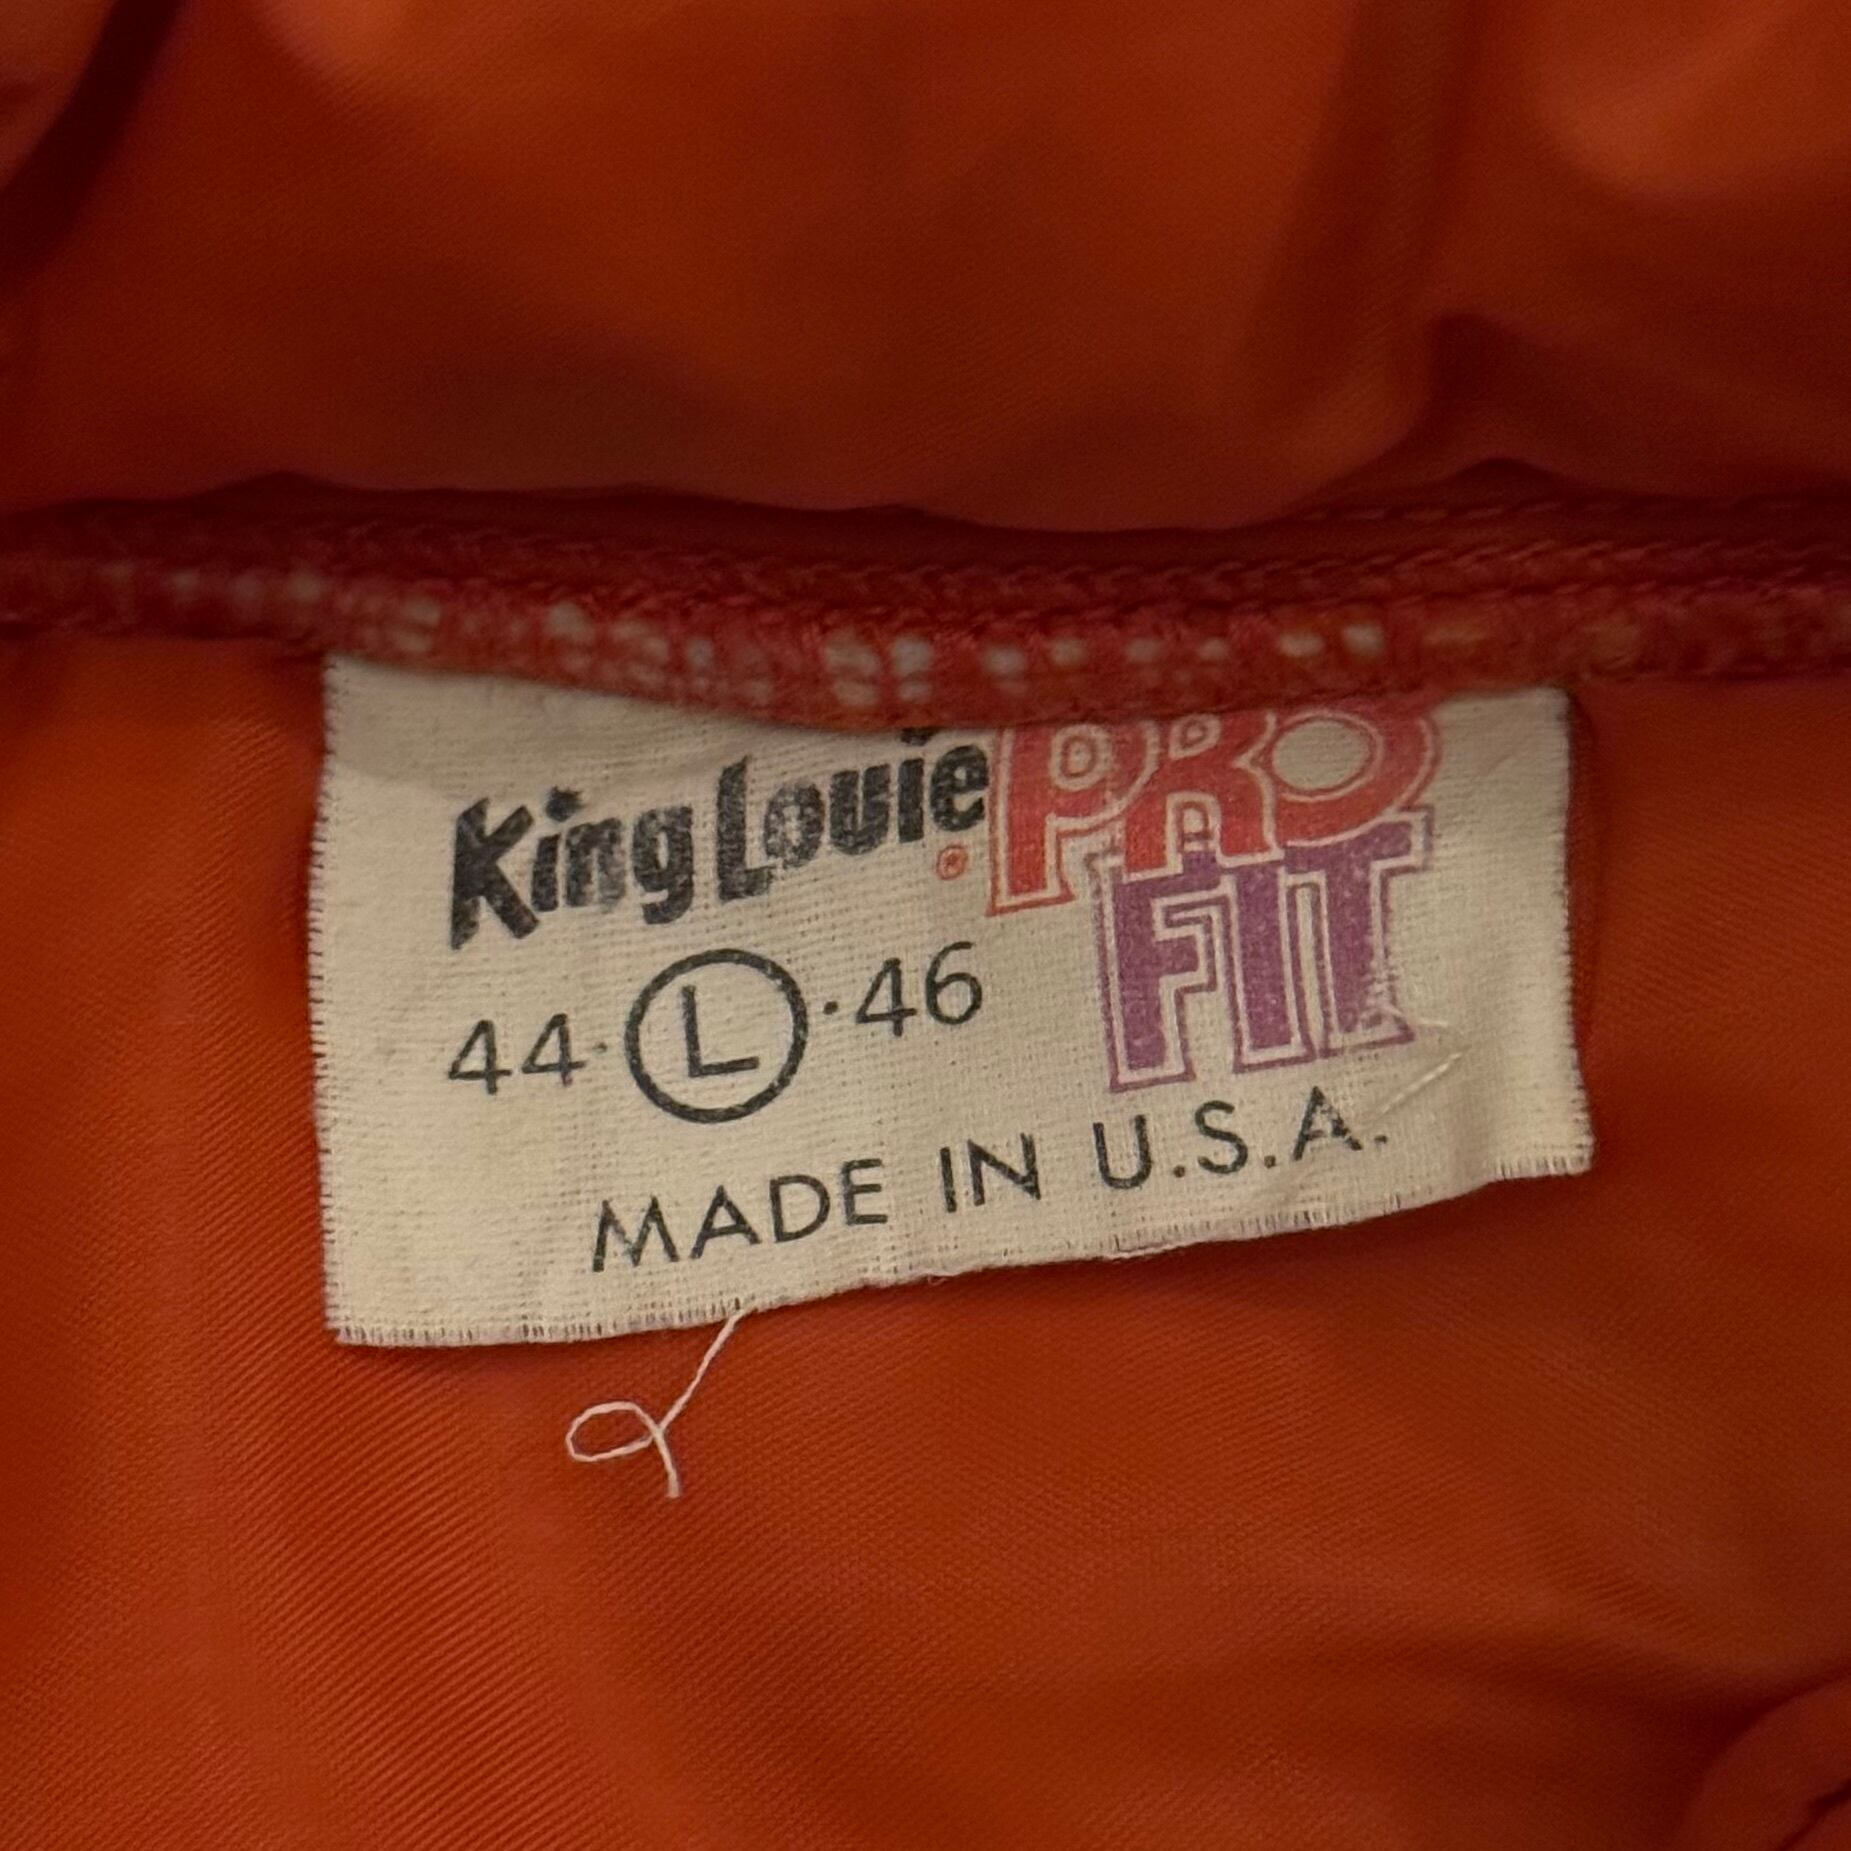 King Louie® PRO
FIT
44·Ⓛ·46
MADE IN U.S.A.